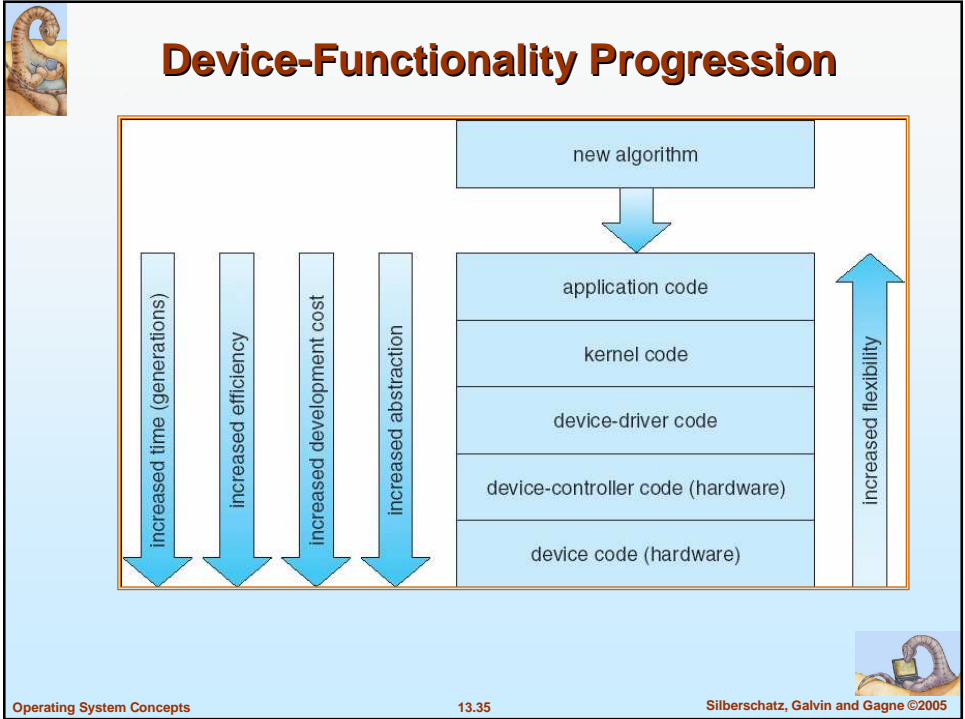 Device-Functionality Progression
new algorithm
increased time (generations)
increased efficiency
increased development cost
increased abstraction
application code
kernel code
device-driver code
device-controller code (hardware)
device code (hardware)
increased flexibility
Operating System Concepts
13.35
Silberschatz, Galvin and Gagne ©2005